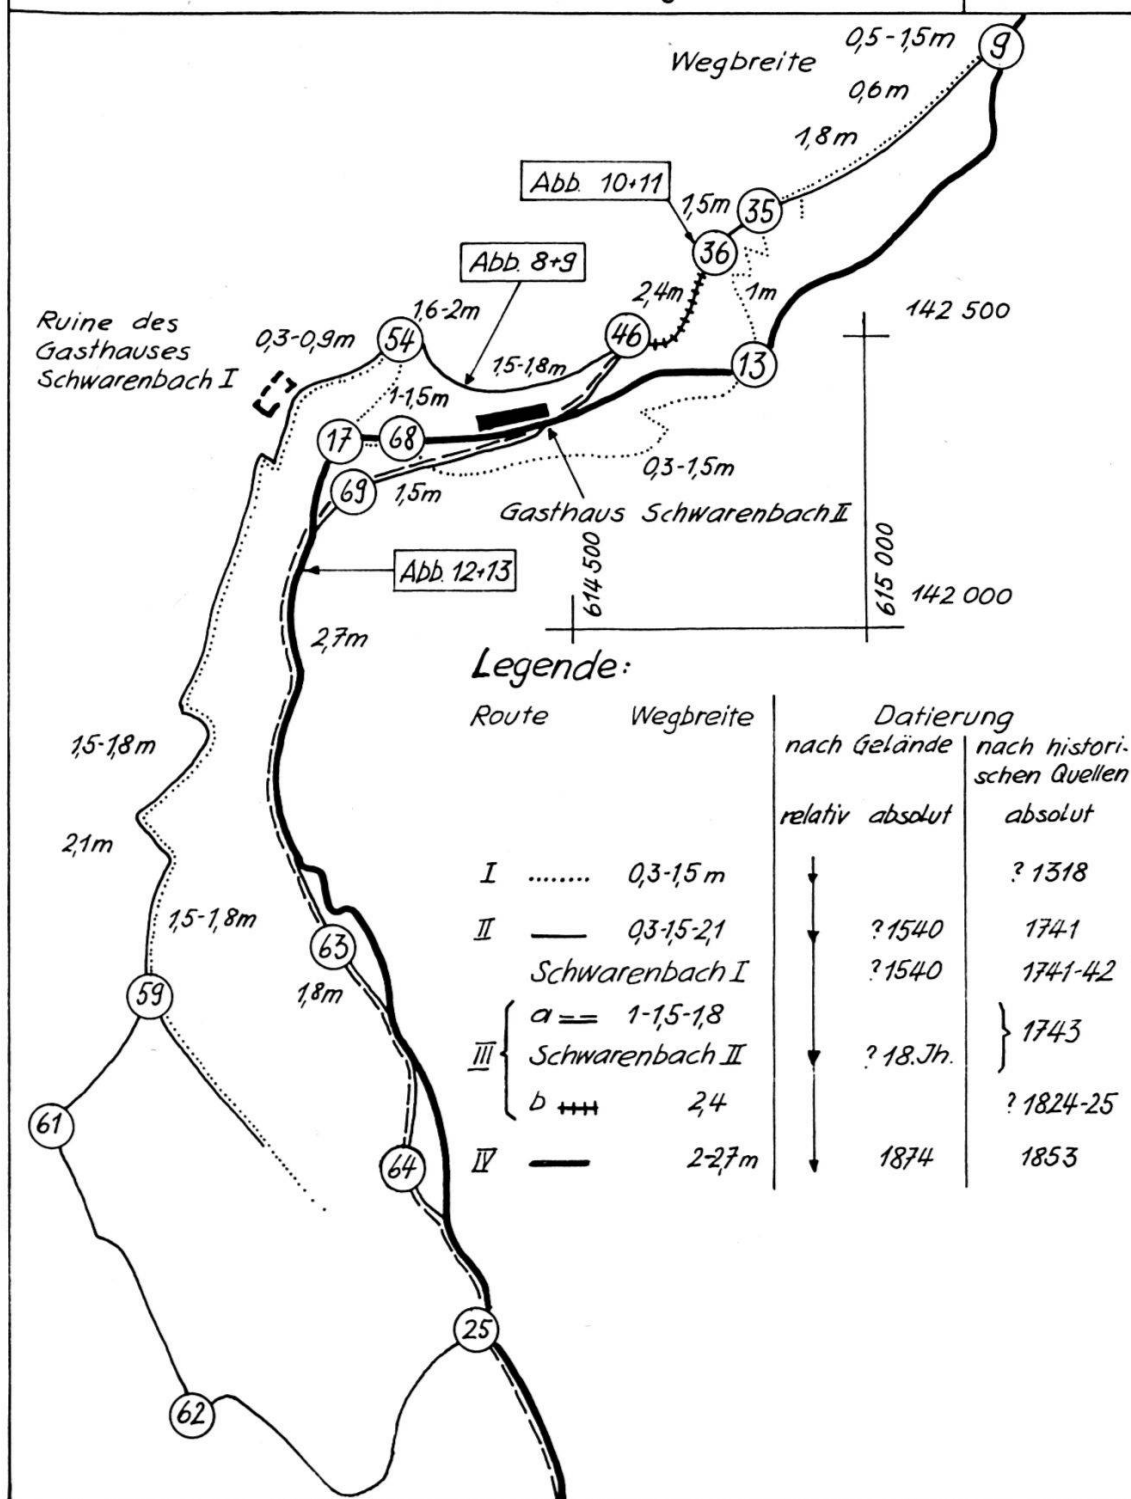 0,5-1,5m
9
Wegbreite
0,6m
1,8m
Abb. 10+11
1,5m
35
36
Abb. 8+9
2,4m
1m
142 500
1,6-2m
Ruine des
Gasthauses
Schwarenbach I
0,3-0,9m
54
46
13
1,5-1,8m
1-1,5m
17
68
0,3-1,5m
69
1,5m
Gasthaus Schwarenbach II
614 500
615 000
Abb. 12+13
142 000
2,7m
Legende:
Route Wegbreite Datierung
nach Gelände nach histori-
schen Quellen
relativ absolut absolut
I ........ 0,3-1,5 m ? 1318
II 0,3-1,5-2,1 ?1540 1741
Schwarenbach I ?1540 1741-42
III a 1-1,5-1,8 1743
Schwarenbach II ? 18.Jh.
b 2,4 ? 1824-25
IV 2-2,7m 1874 1853
1,5-1,8m
2,1m
1,5-1,8m
63
1,8m
59
61
64
25
62